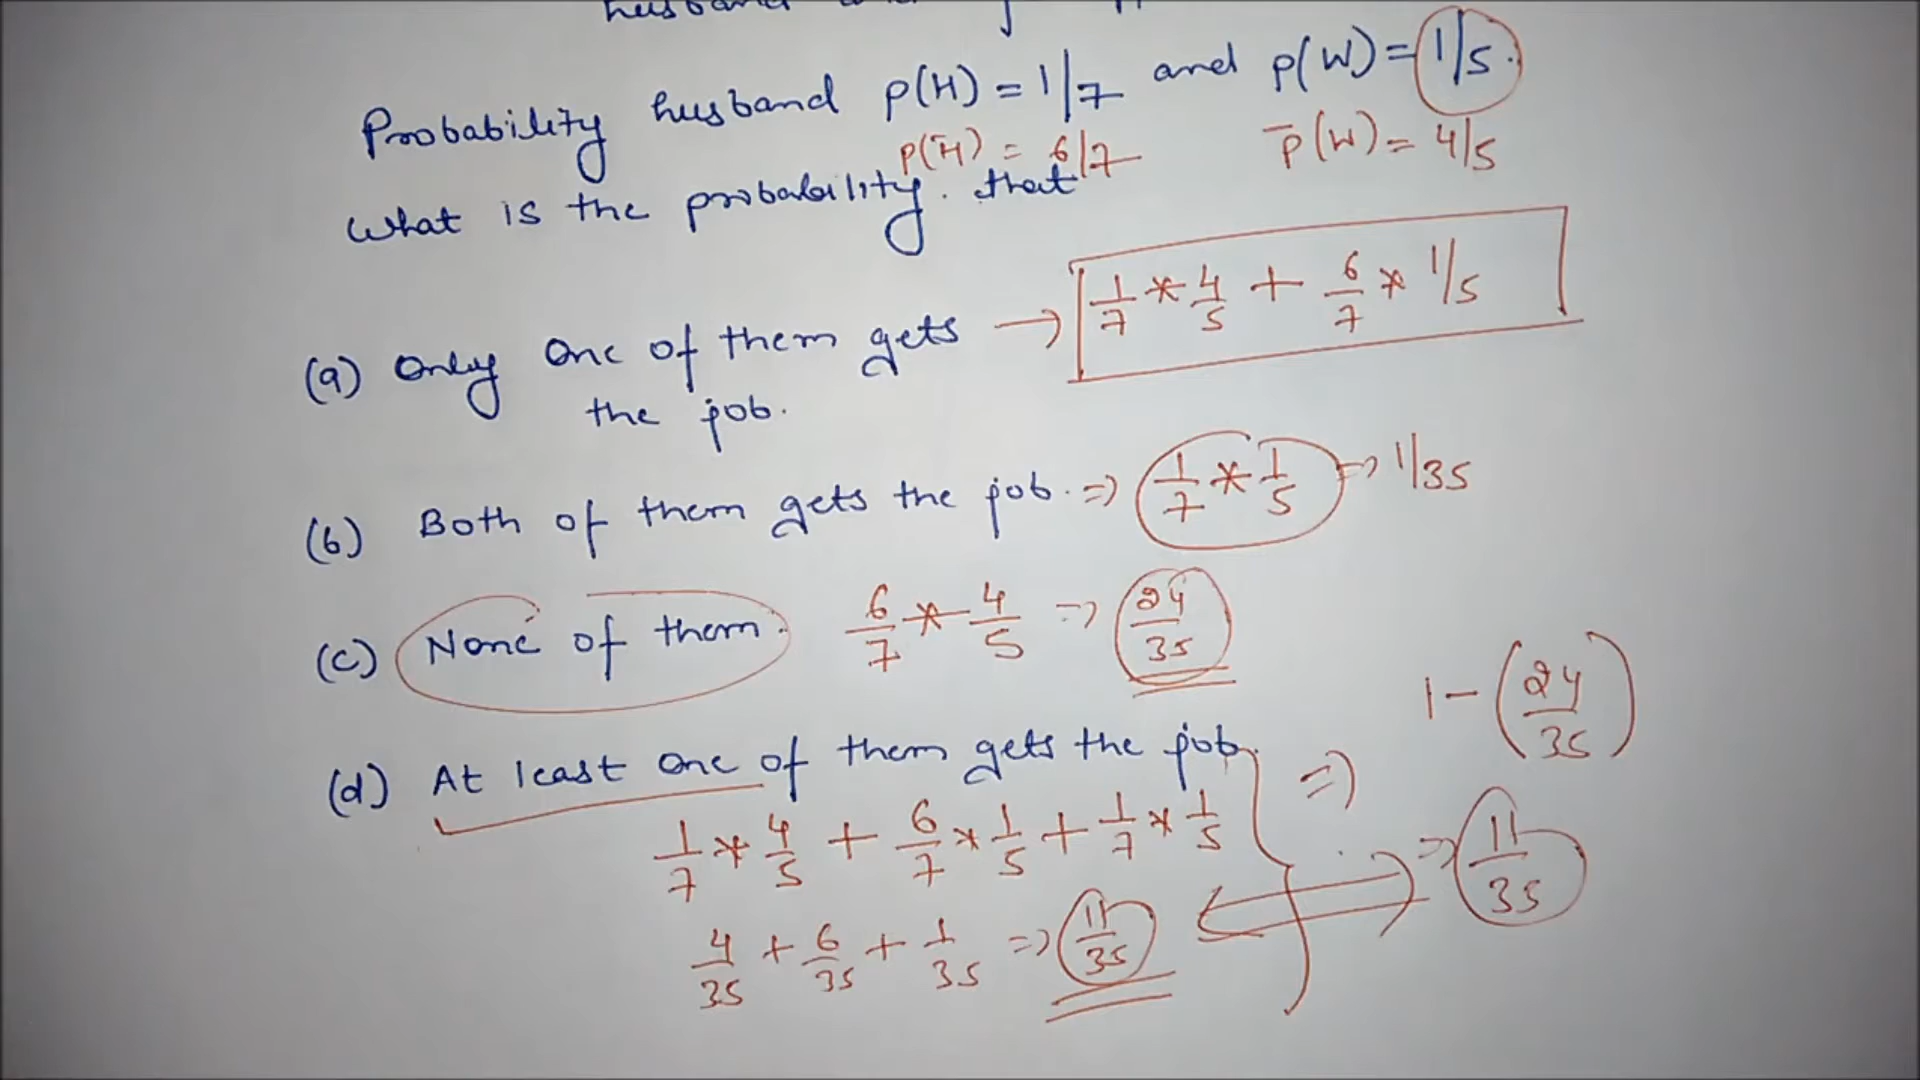 husband
Probability husband P(H) = 1/7 and P(W) = 1/5.
P(H̄) = 6/7 P̄(W) = 4/5
What is the probability that
(a) Only one of them gets → 1/7 * 4/5 + 6/7 * 1/5
the job.
(b) Both of them gets the job. ⇒ 1/7 * 1/5 ⇒ 1/35
(c) None of them. 6/7 * 4/5 ⇒ 24/35
(d) At least one of them gets the job. ⇒ 1 - (24/35)
1/7 * 4/5 + 6/7 * 1/5 + 1/7 * 1/5 ⇒ 11/35
4/35 + 6/35 + 1/35 ⇒ 11/35